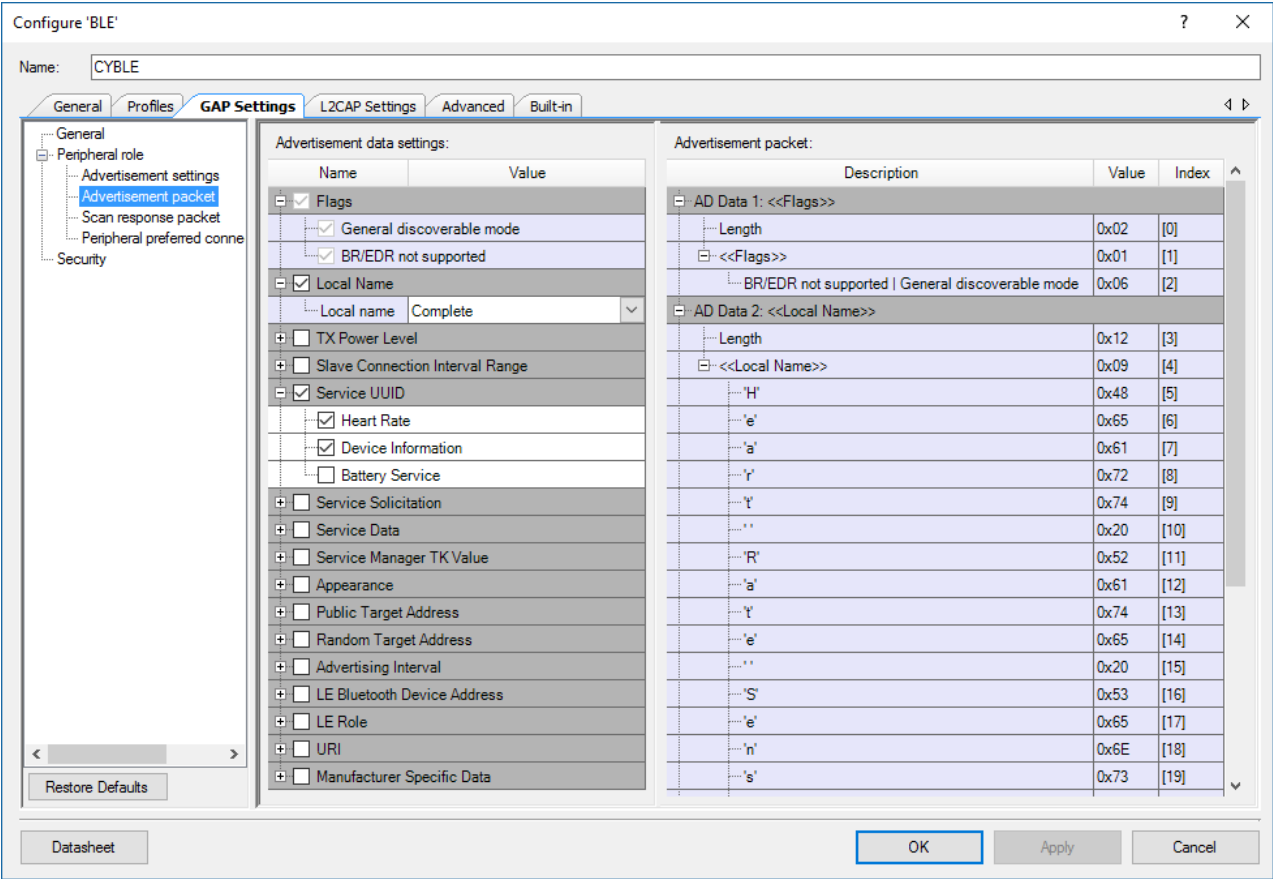 Configure 'BLE'
?
Name: CYBLE
General Profiles GAP Settings L2CAP Settings Advanced Built-in
General
Peripheral role
Advertisement settings
Advertisement packet
Scan response packet
Peripheral preferred conne
Security
Restore Defaults
Advertisement data settings:
Name Value
Flags
General discoverable mode
BR/EDR not supported
Local Name
Local name Complete
TX Power Level
Slave Connection Interval Range
Service UUID
Heart Rate
Device Information
Battery Service
Service Solicitation
Service Data
Service Manager TK Value
Appearance
Public Target Address
Random Target Address
Advertising Interval
LE Bluetooth Device Address
LE Role
URI
Manufacturer Specific Data
Advertisement packet:
Description Value Index
AD Data 1: <<Flags>>
Length 0x02 [0]
<<Flags>> 0x01 [1]
BR/EDR not supported | General discoverable mode 0x06 [2]
AD Data 2: <<Local Name>>
Length 0x12 [3]
<<Local Name>> 0x09 [4]
'H' 0x48 [5]
'e' 0x65 [6]
'a' 0x61 [7]
'r' 0x72 [8]
't' 0x74 [9]
' ' 0x20 [10]
'R' 0x52 [11]
'a' 0x61 [12]
't' 0x74 [13]
'e' 0x65 [14]
' ' 0x20 [15]
'S' 0x53 [16]
'e' 0x65 [17]
'n' 0x6E [18]
's' 0x73 [19]
Datasheet OK Apply Cancel